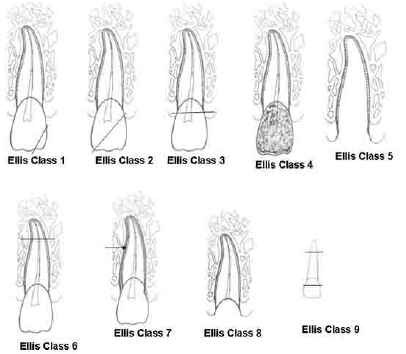 Ellis Class 1
Ellis Class 2
Ellis Class 3
Ellis Class 4
Ellis Class 5
Ellis Class 6
Ellis Class 7
Ellis Class 8
Ellis Class 9